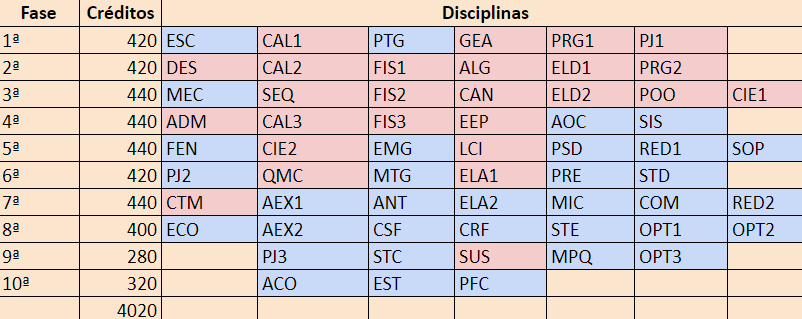 Fase Créditos Disciplinas
1ª 420 ESC CAL1 PTG GEA PRG1 PJ1
2ª 420 DES CAL2 FIS1 ALG ELD1 PRG2
3ª 440 MEC SEQ FIS2 CAN ELD2 POO CIE1
4ª 440 ADM CAL3 FIS3 EEP AOC SIS
5ª 440 FEN CIE2 EMG LCI PSD RED1 SOP
6ª 420 PJ2 QMC MTG ELA1 PRE STD
7ª 440 CTM AEX1 ANT ELA2 MIC COM RED2
8ª 400 ECO AEX2 CSF CRF STE OPT1 OPT2
9ª 280 PJ3 STC SUS MPQ OPT3
10ª 320 ACO EST PFC
4020